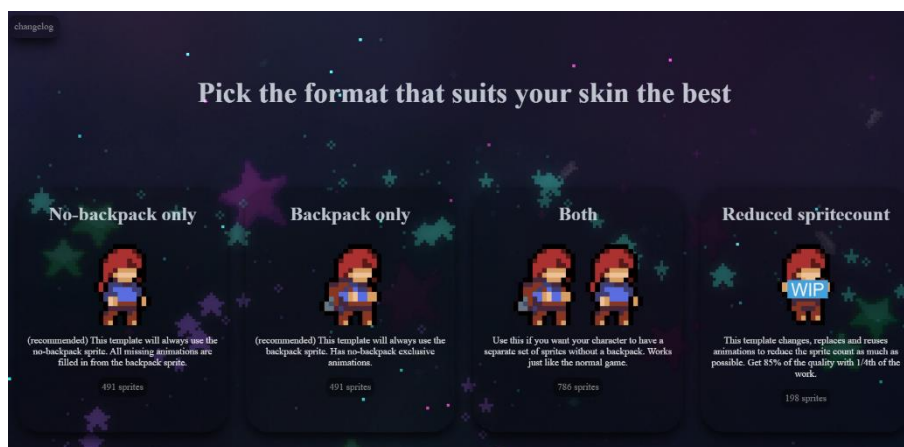 changelog
Pick the format that suits your skin the best
No-backpack only
(recommended) This template will always use the
no-backpack sprite. All missing animations are
filled in from the backpack sprite.
491 sprites
Backpack only
(recommended) This template will always use the
backpack sprite. Has no-backpack exclusive
animations.
491 sprites
Both
Use this if you want your character to have a
separate set of sprites without a backpack. Works
just like the normal game.
786 sprites
Reduced spritecount
WIP
This template changes, replaces and reuses
animations to reduce the sprite count as much as
possible. Get 85% of the quality with 1/4th of the
work.
198 sprites